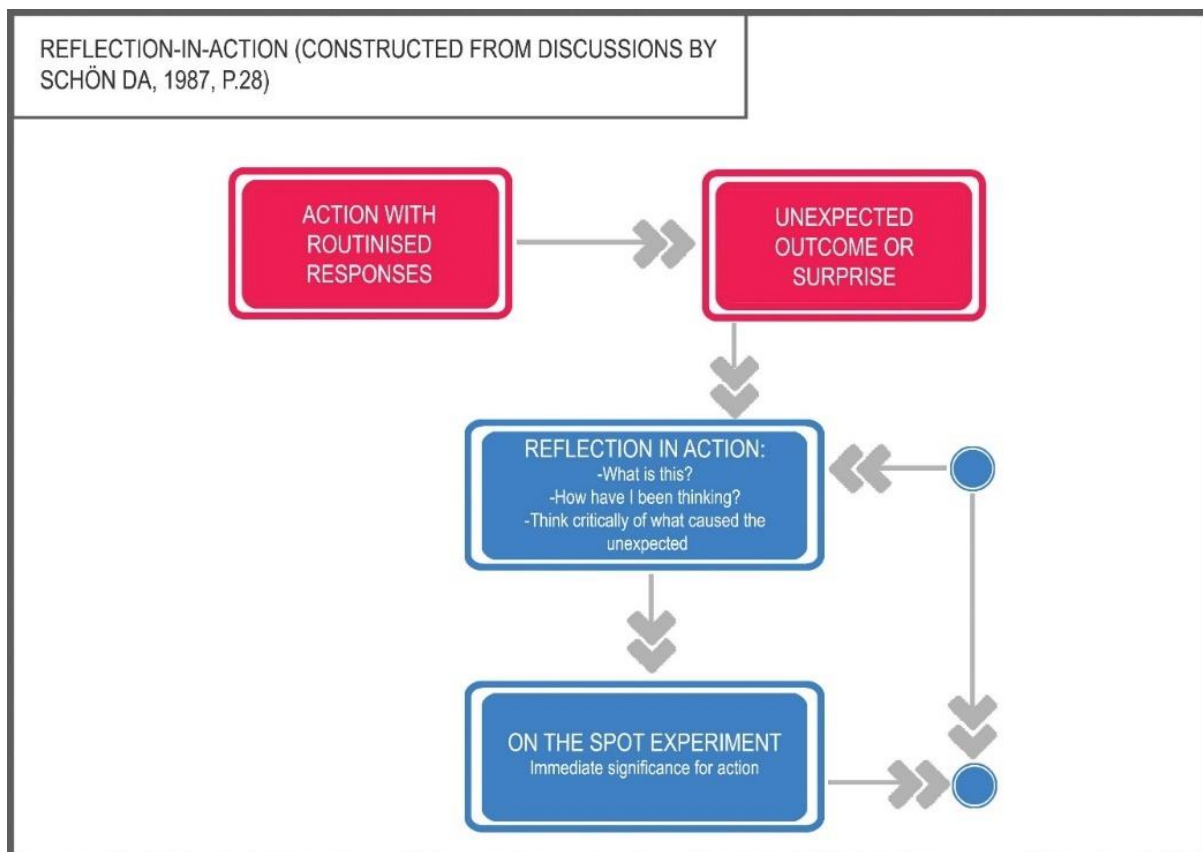 REFLECTION-IN-ACTION (CONSTRUCTED FROM DISCUSSIONS BY
SCHÖN DA, 1987, P.28)
ACTION WITH
ROUTINISED
RESPONSES
UNEXPECTED
OUTCOME OR
SURPRISE
REFLECTION IN ACTION:
-What is this?
-How have I been thinking?
-Think critically of what caused the
unexpected
ON THE SPOT EXPERIMENT
Immediate significance for action